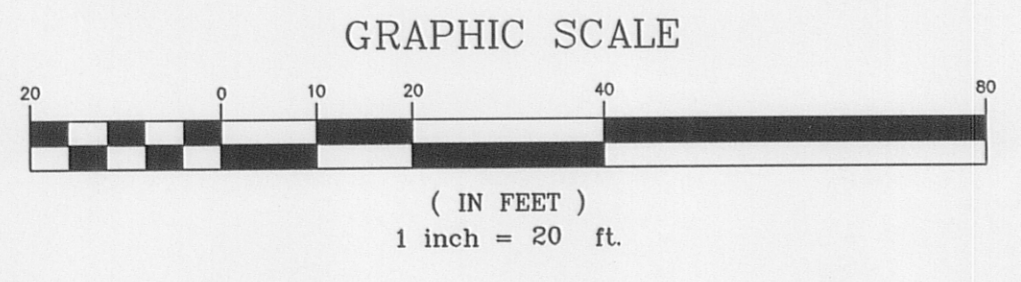 GRAPHIC SCALE
20 0 10 20 40 80
( IN FEET )
1 inch = 20 ft.